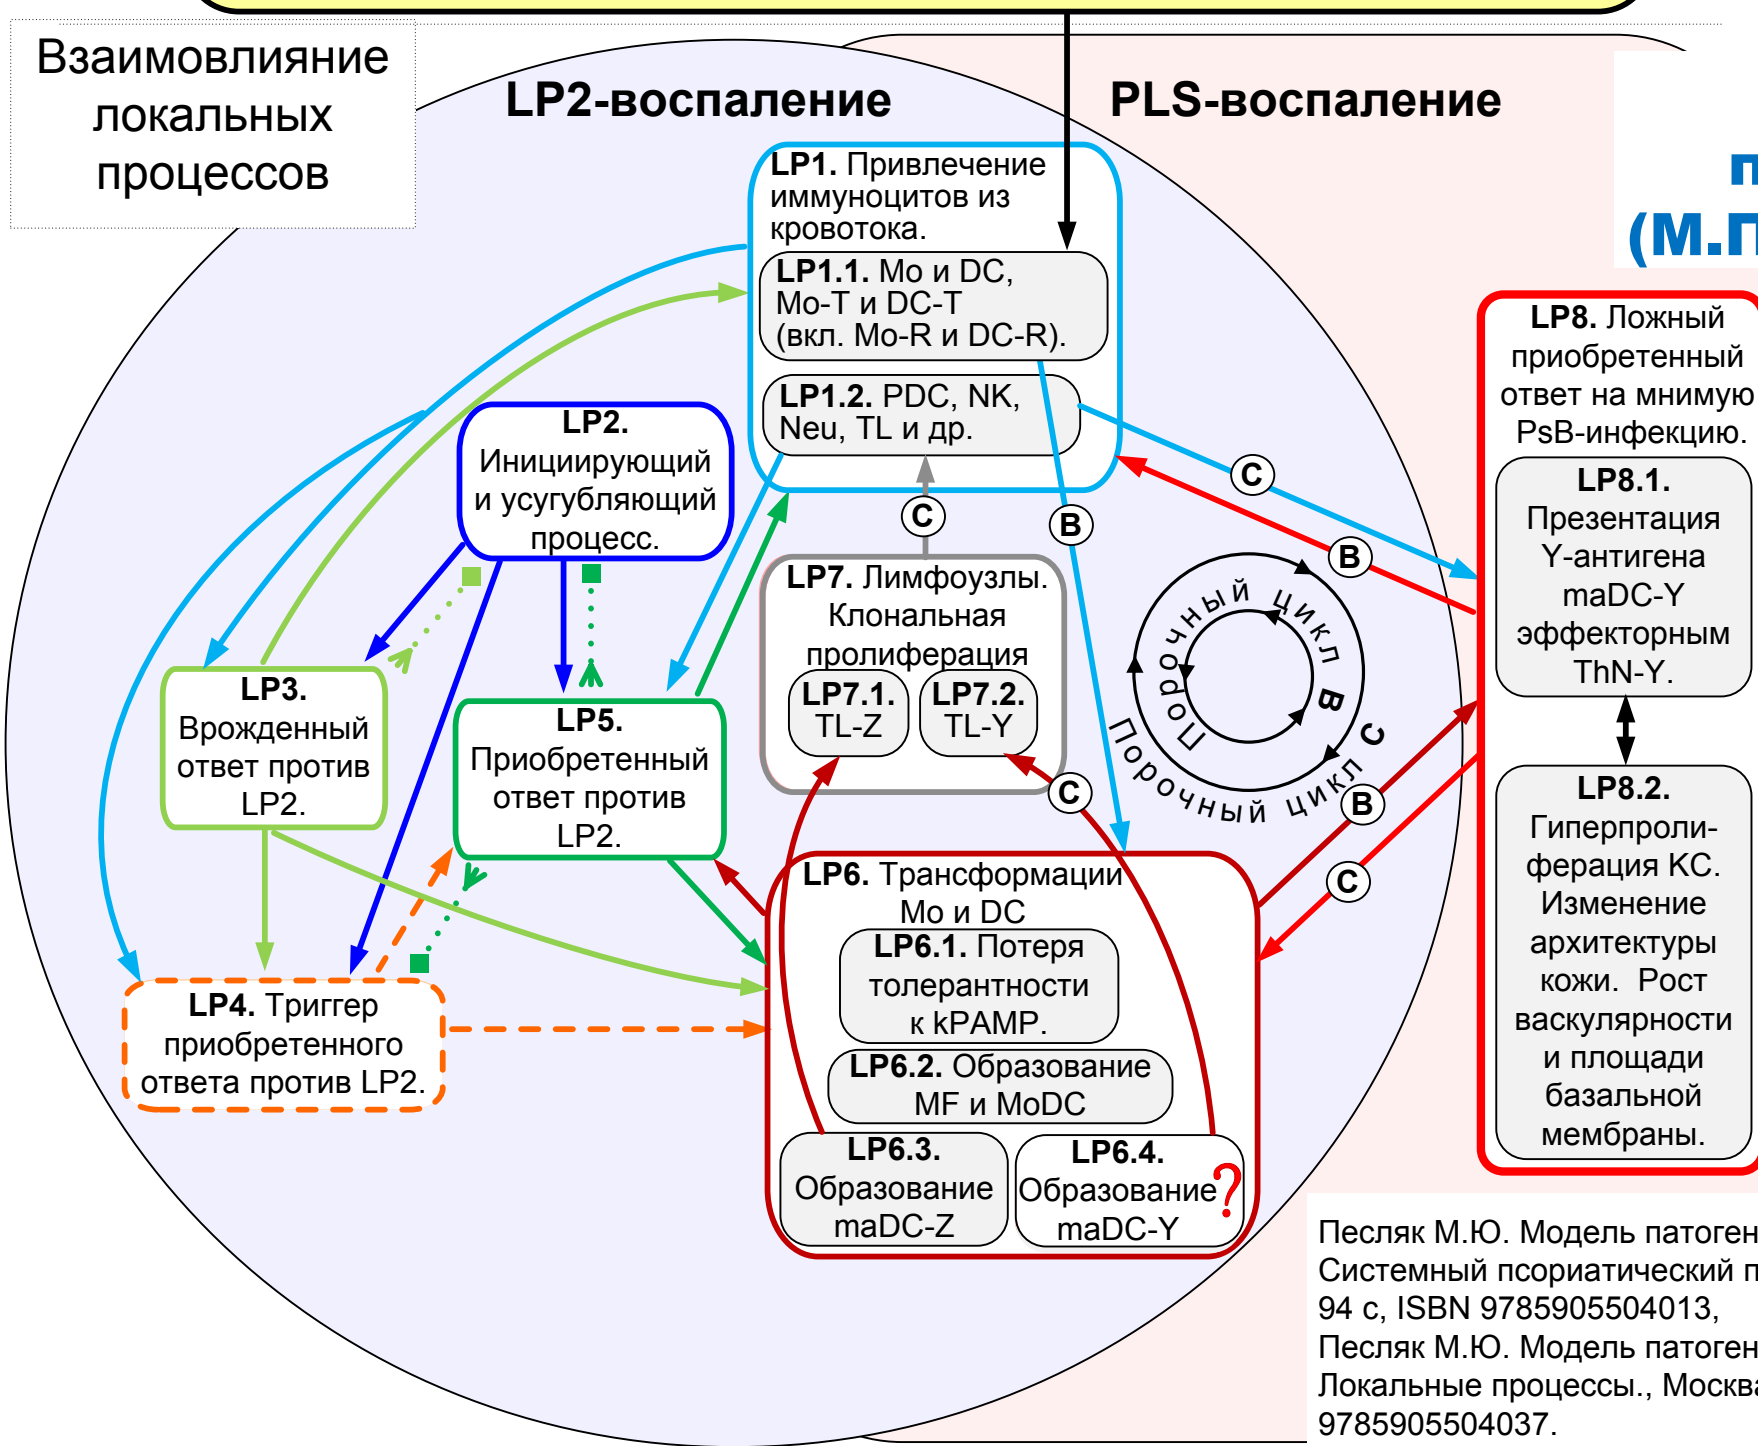 Взаимовлияние
локальных
процессов
LP2-воспаление
PLS-воспаление
(М.П
LP1. Привлечение
иммуноцитов из
кровотока.
LP1.1. Mo и DC,
Mo-T и DC-T
(вкл. Mo-R и DC-R).
LP1.2. PDC, NK,
Neu, TL и др.
LP2.
Инициирующий
и усугубляющий
процесс.
C
B
C
B
LP7. Лимфоузлы.
Клональная
пролиферация
LP7.1.
TL-Z
LP7.2.
TL-Y
Порочный цикл B
Порочный цикл C
LP3.
Врожденный
ответ против
LP2.
LP5.
Приобретенный
ответ против
LP2.
C
B
C
LP4. Триггер
приобретенного
ответа против LP2.
LP6. Трансформации
Mo и DC
LP6.1. Потеря
толерантности
к kPAMP.
LP6.2. Образование
MF и MoDC
LP6.3.
Образование
maDC-Z
LP6.4.
Образование ?
maDC-Y
LP8. Ложный
приобретенный
ответ на мнимую
PsB-инфекцию.
LP8.1.
Презентация
Y-антигена
maDC-Y
эффекторным
ThN-Y.
LP8.2.
Гиперпроли-
ферация KC.
Изменение
архитектуры
кожи. Рост
васкулярности
и площади
базальной
мембраны.
Песляк М.Ю. Модель патоген
Системный псориатический п
94 с, ISBN 9785905504013,
Песляк М.Ю. Модель патоген
Локальные процессы., Москва
9785905504037.